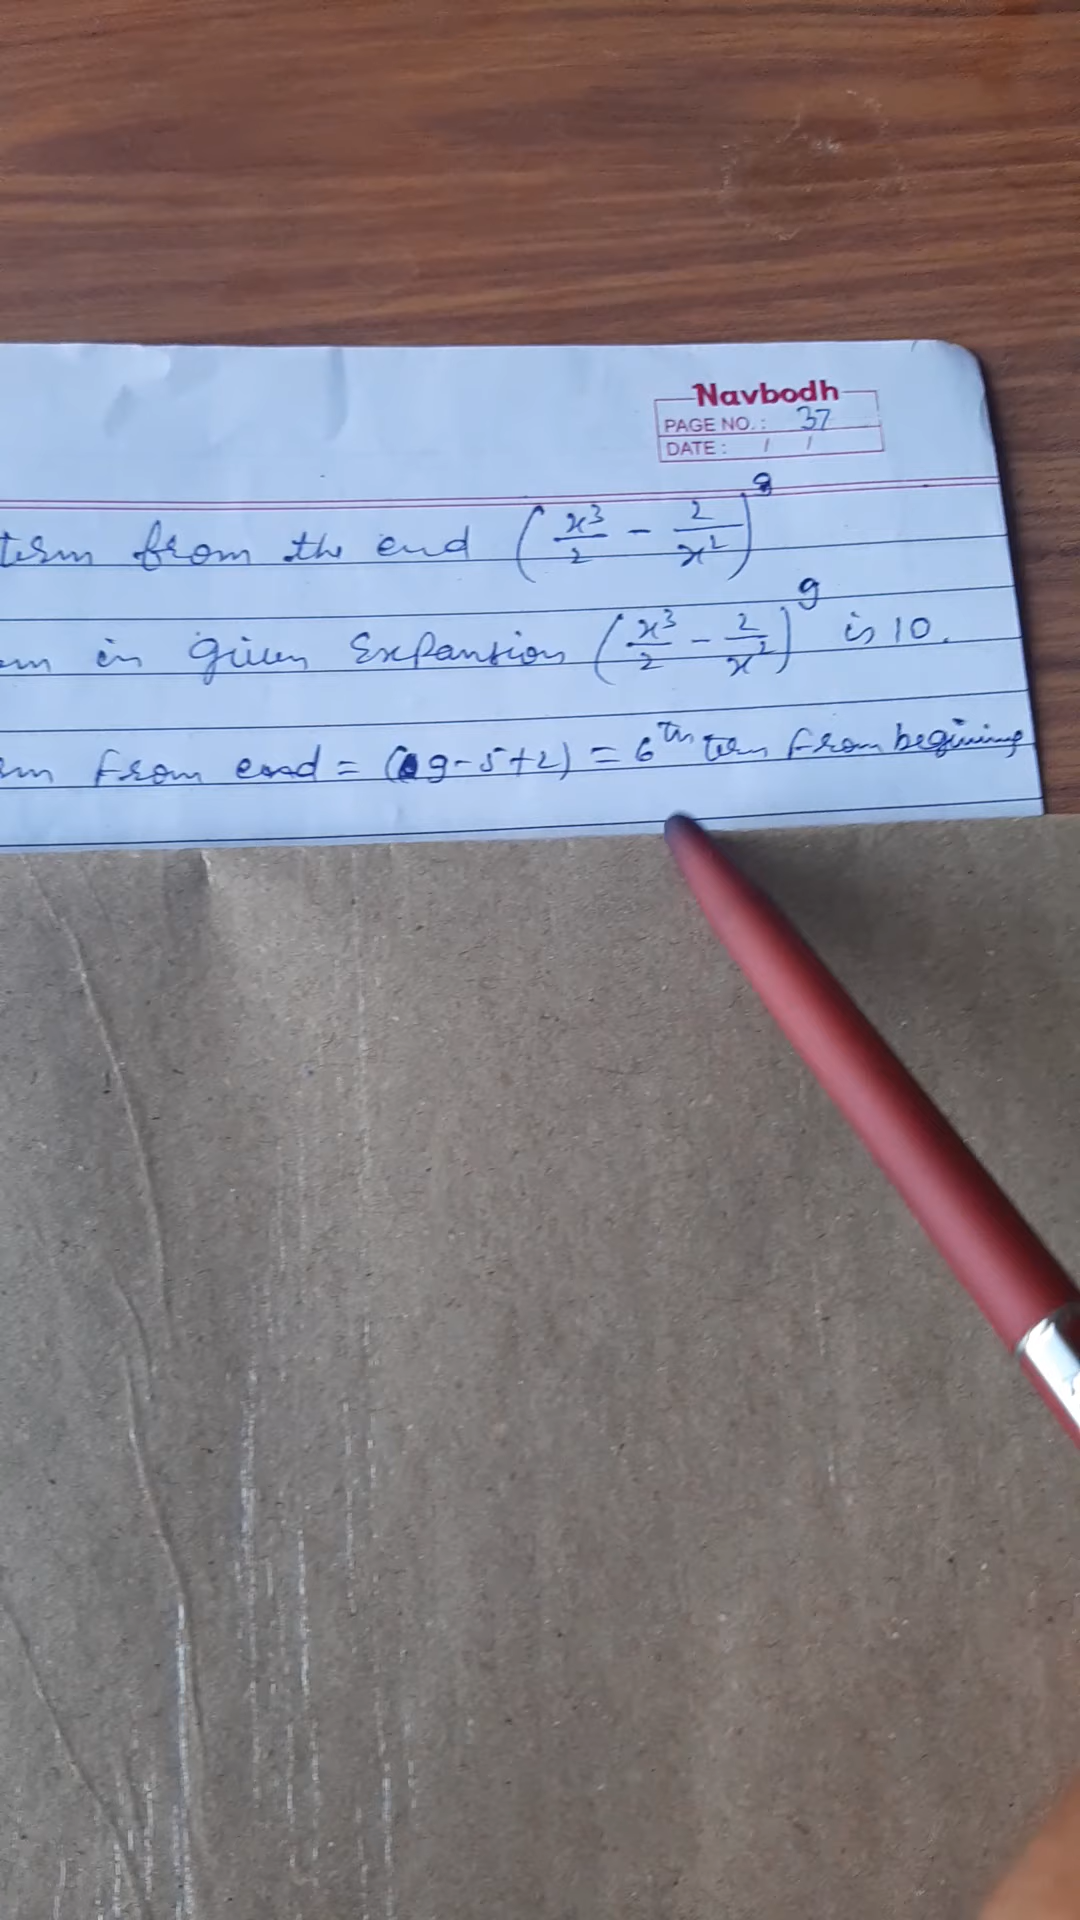 Navbodh
PAGE NO.: 37
DATE: / /
term from the end (x³/2 - 2/x²)⁹
in given Expantion (x³/2 - 2/x²)⁹ is 10.
from end = (9-5+2) = 6th term from begining